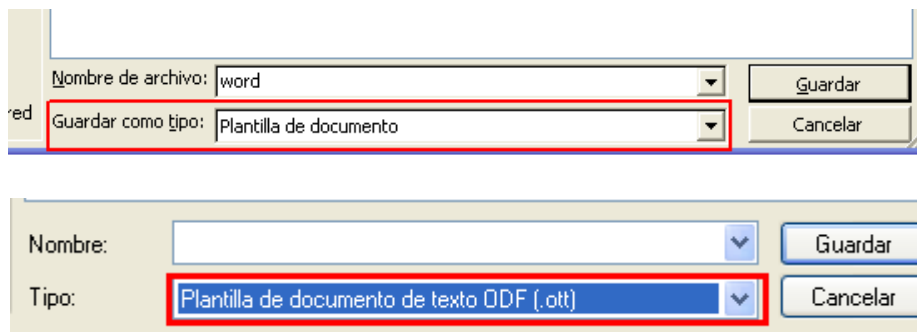 Nombre de archivo: word Guardar
red Guardar como tipo: Plantilla de documento Cancelar
Nombre: Guardar
Tipo: Plantilla de documento de texto ODF (.ott) Cancelar